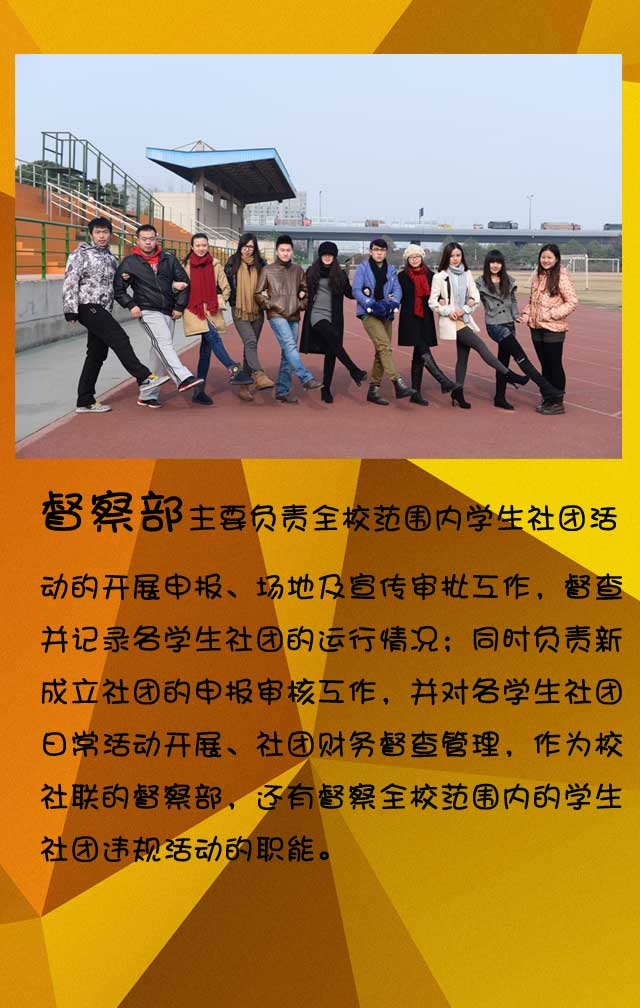 督察部主要负责全校范围内学生社团活
动的开展申报、场地及宣传审批工作，督查
并记录各学生社团的运行情况；同时负责新
成立社团的申报审核工作，并对各学生社团
日常活动开展、社团财务督查管理，作为校
社联的督察部，还有督察全校范围内的学生
社团违规活动的职能。